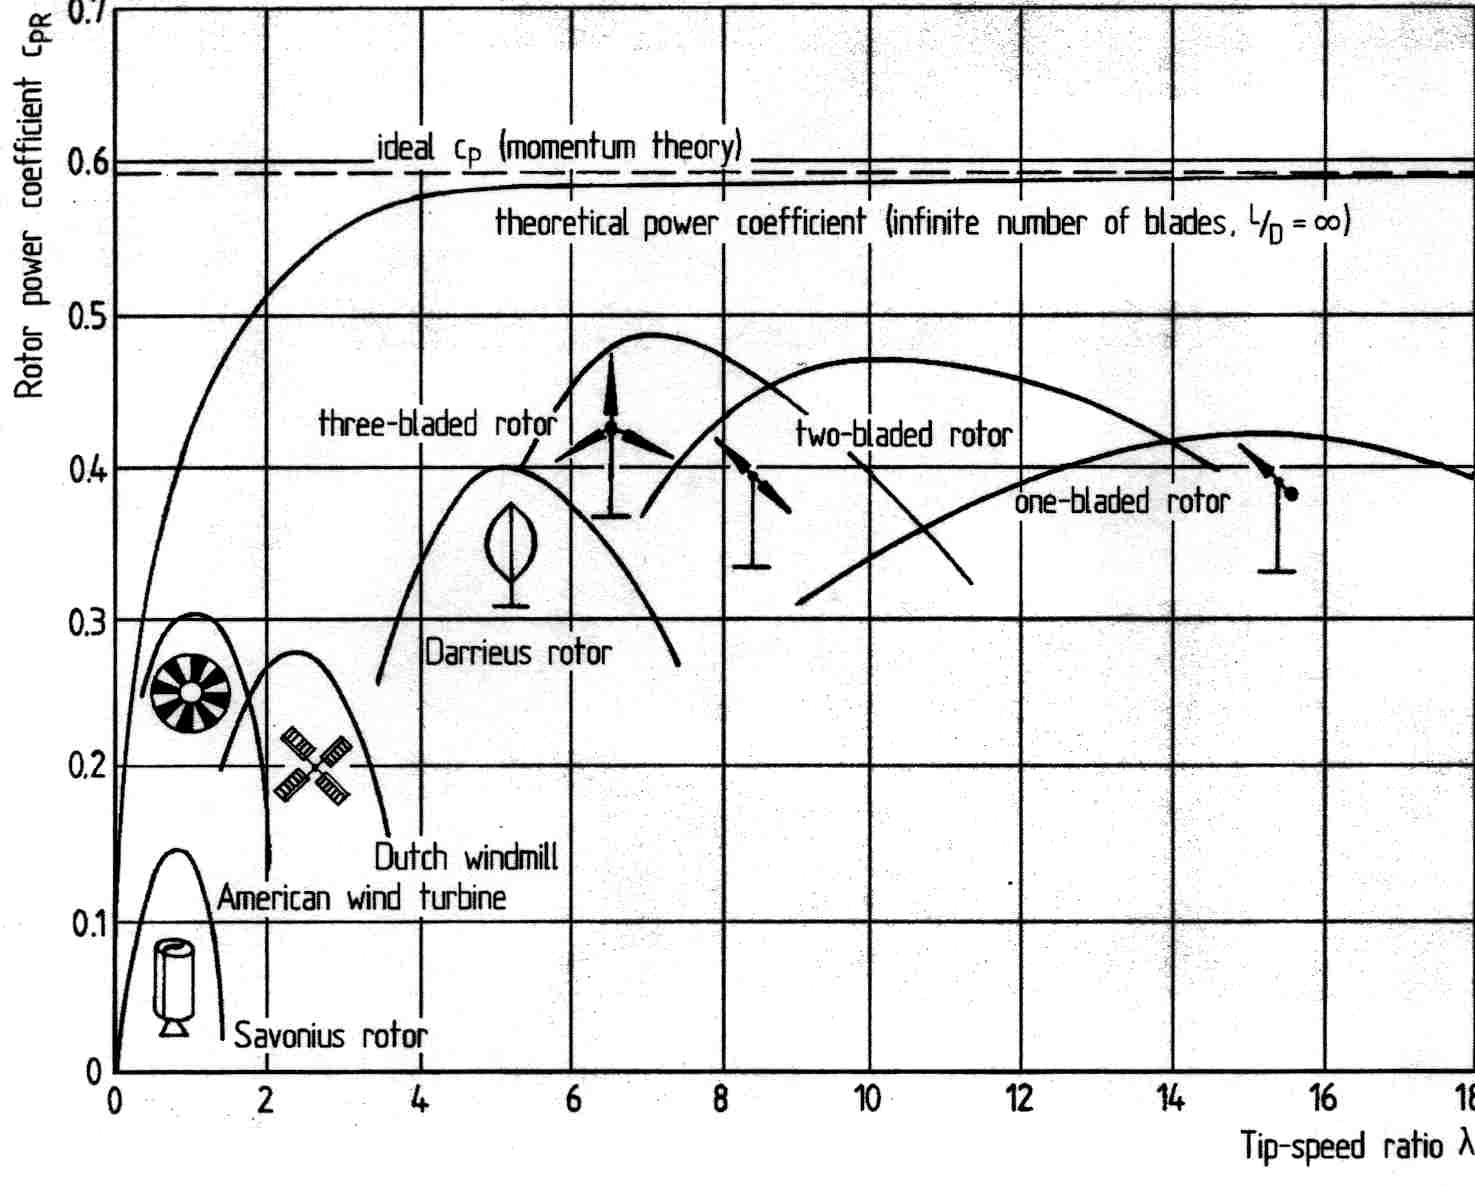 Rotor power coefficient CPR
0.7
0.6
0.5
0.4
0.3
0.2
0.1
0
ideal cP (momentum theory)
theoretical power coefficient (infinite number of blades, L/D = ∞)
three-bladed rotor
two-bladed rotor
one-bladed rotor
Darrieus rotor
Dutch windmill
American wind turbine
Savonius rotor
0 2 4 6 8 10 12 14 16 18
Tip-speed ratio λ